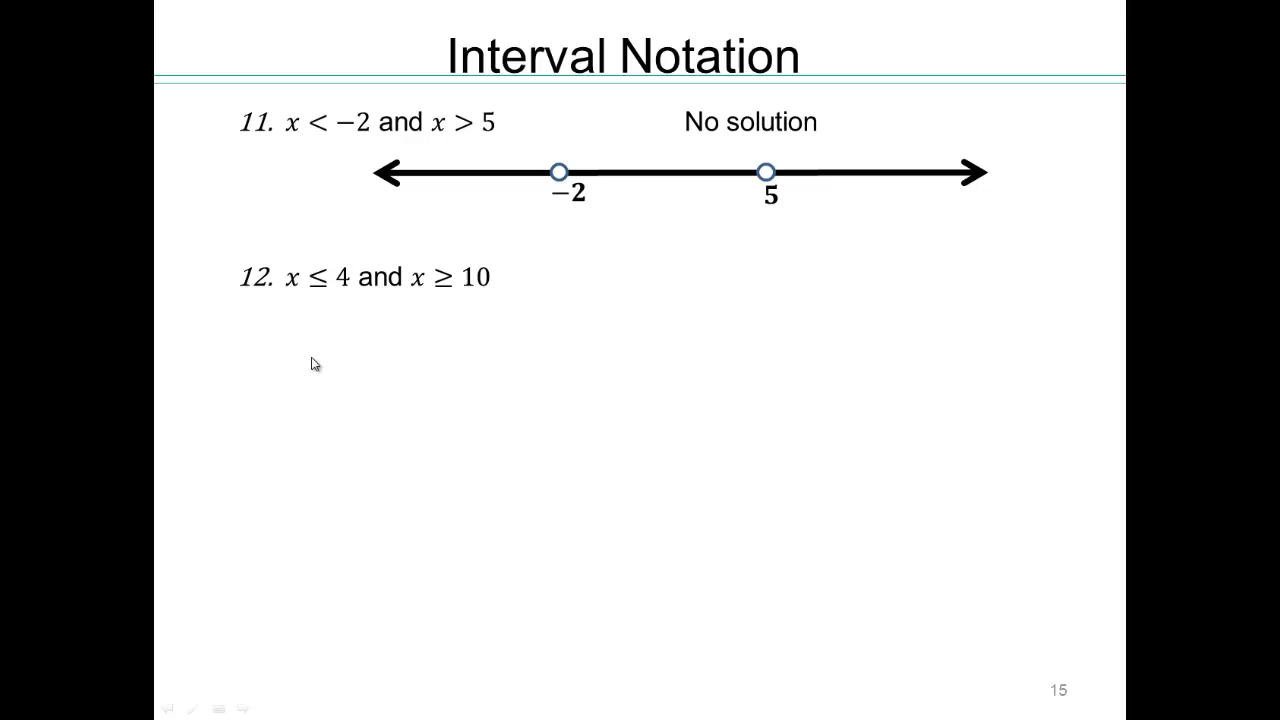 Interval Notation
11. x < −2 and x > 5 No solution
−2 5
12. x ≤ 4 and x ≥ 10
15